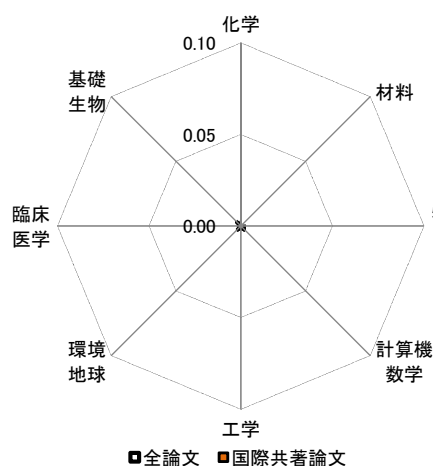 化学
0.10
基礎
生物
材料
0.05
臨床
医学
0.00
環境
地球
計算機
数学
工学
全論文 国際共著論文